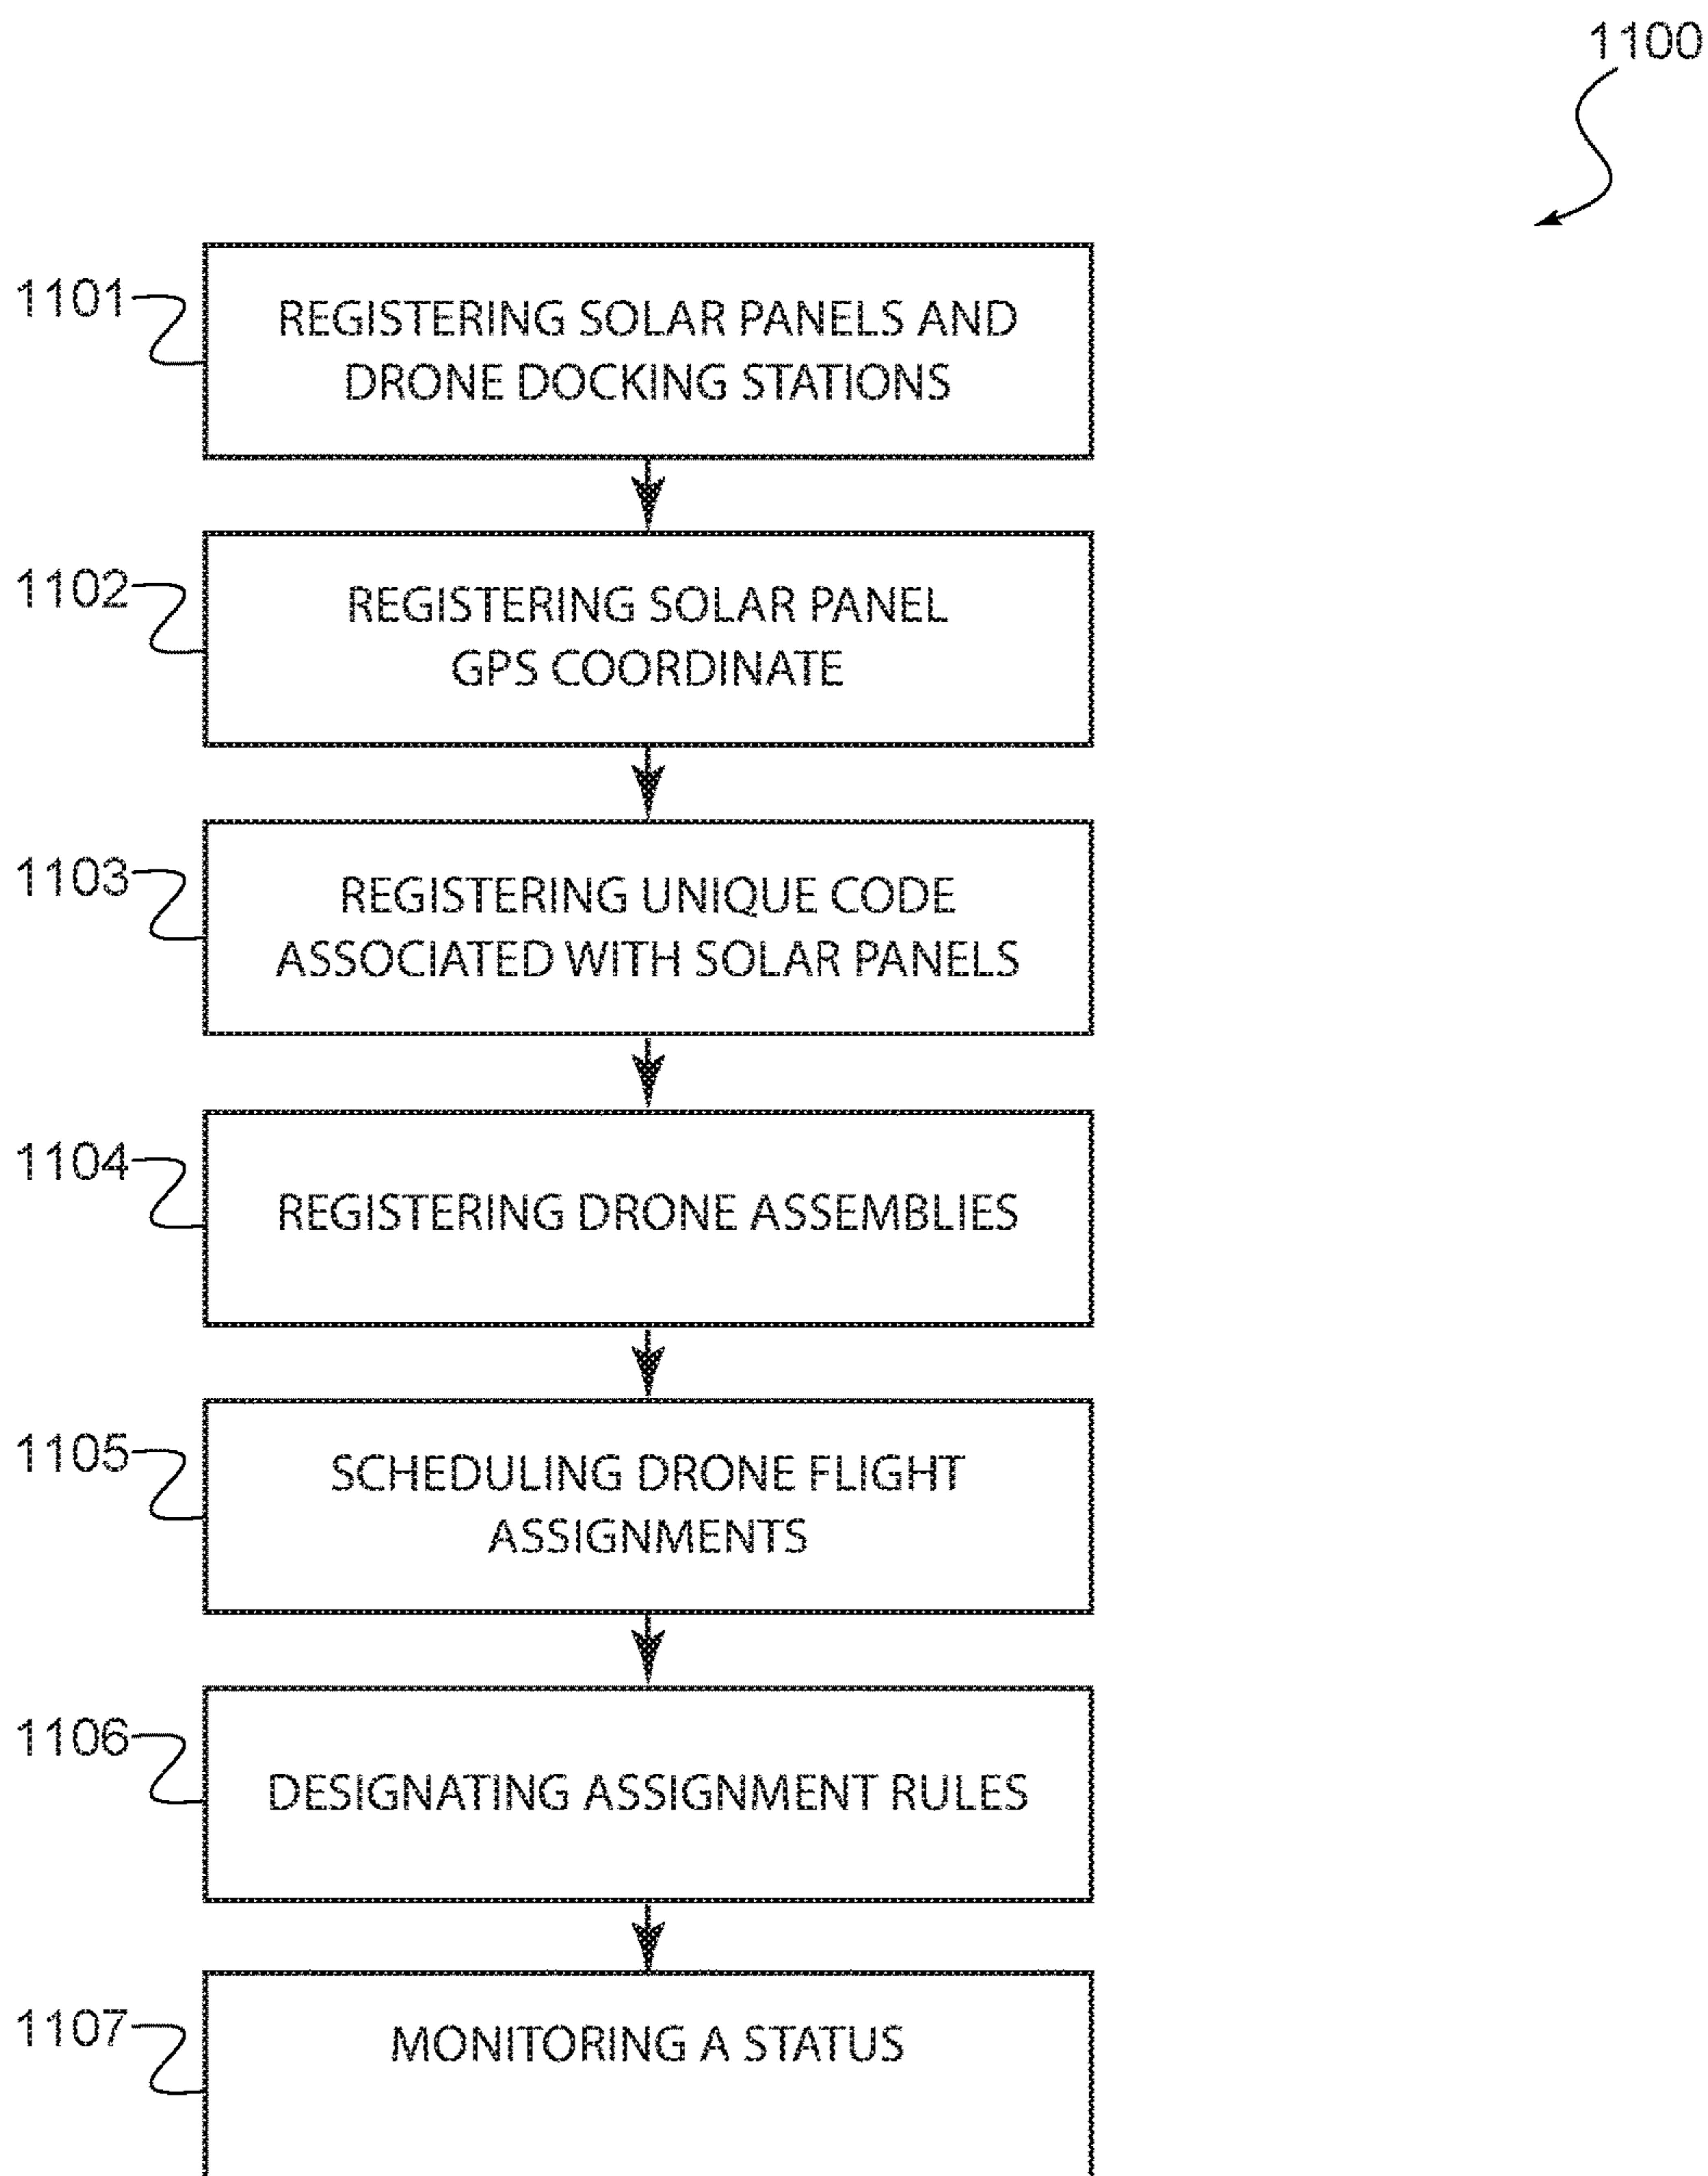 1100
1101
REGISTERING SOLAR PANELS AND
DRONE DOCKING STATIONS
1102
REGISTERING SOLAR PANEL
GPS COORDINATE
1103
REGISTERING UNIQUE CODE
ASSOCIATED WITH SOLAR PANELS
1104
REGISTERING DRONE ASSEMBLIES
1105
SCHEDULING DRONE FLIGHT
ASSIGNMENTS
1106
DESIGNATING ASSIGNMENT RULES
1107
MONITORING A STATUS